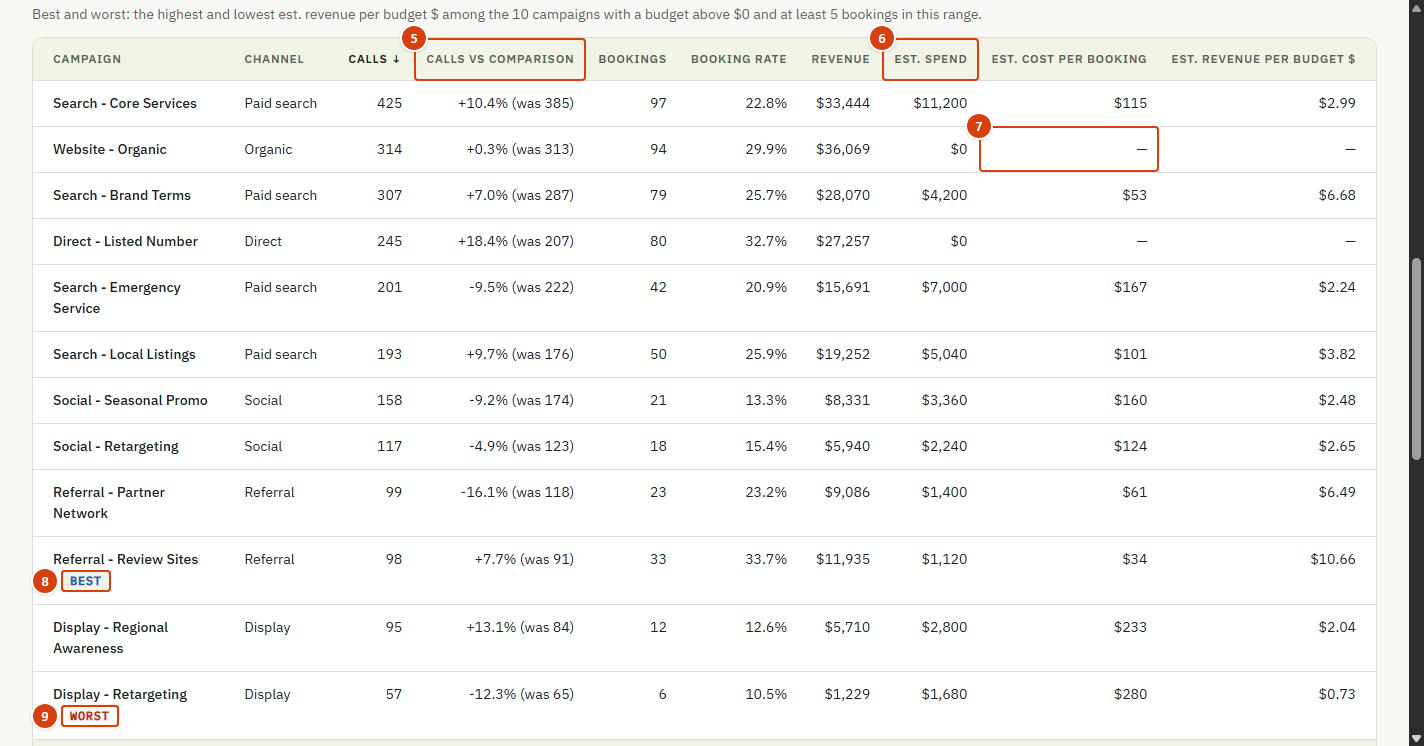 Best and worst: the highest and lowest est. revenue per budget $ among the 10 campaigns with a budget above $0 and at least 5 bookings in this range.
5 6
CAMPAIGN CHANNEL CALLS ↓ CALLS VS COMPARISON BOOKINGS BOOKING RATE REVENUE EST. SPEND EST. COST PER BOOKING EST. REVENUE PER BUDGET $
Search - Core Services Paid search 425 +10.4% (was 385) 97 22.8% $33,444 $11,200 $115 $2.99
7
Website - Organic Organic 314 +0.3% (was 313) 94 29.9% $36,069 $0 — —
Search - Brand Terms Paid search 307 +7.0% (was 287) 79 25.7% $28,070 $4,200 $53 $6.68
Direct - Listed Number Direct 245 +18.4% (was 207) 80 32.7% $27,257 $0 — —
Search - Emergency Paid search 201 -9.5% (was 222) 42 20.9% $15,691 $7,000 $167 $2.24
Service
Search - Local Listings Paid search 193 +9.7% (was 176) 50 25.9% $19,252 $5,040 $101 $3.82
Social - Seasonal Promo Social 158 -9.2% (was 174) 21 13.3% $8,331 $3,360 $160 $2.48
Social - Retargeting Social 117 -4.9% (was 123) 18 15.4% $5,940 $2,240 $124 $2.65
Referral - Partner Referral 99 -16.1% (was 118) 23 23.2% $9,086 $1,400 $61 $6.49
Network
Referral - Review Sites Referral 98 +7.7% (was 91) 33 33.7% $11,935 $1,120 $34 $10.66
8 BEST
Display - Regional Display 95 +13.1% (was 84) 12 12.6% $5,710 $2,800 $233 $2.04
Awareness
Display - Retargeting Display 57 -12.3% (was 65) 6 10.5% $1,229 $1,680 $280 $0.73
9 WORST